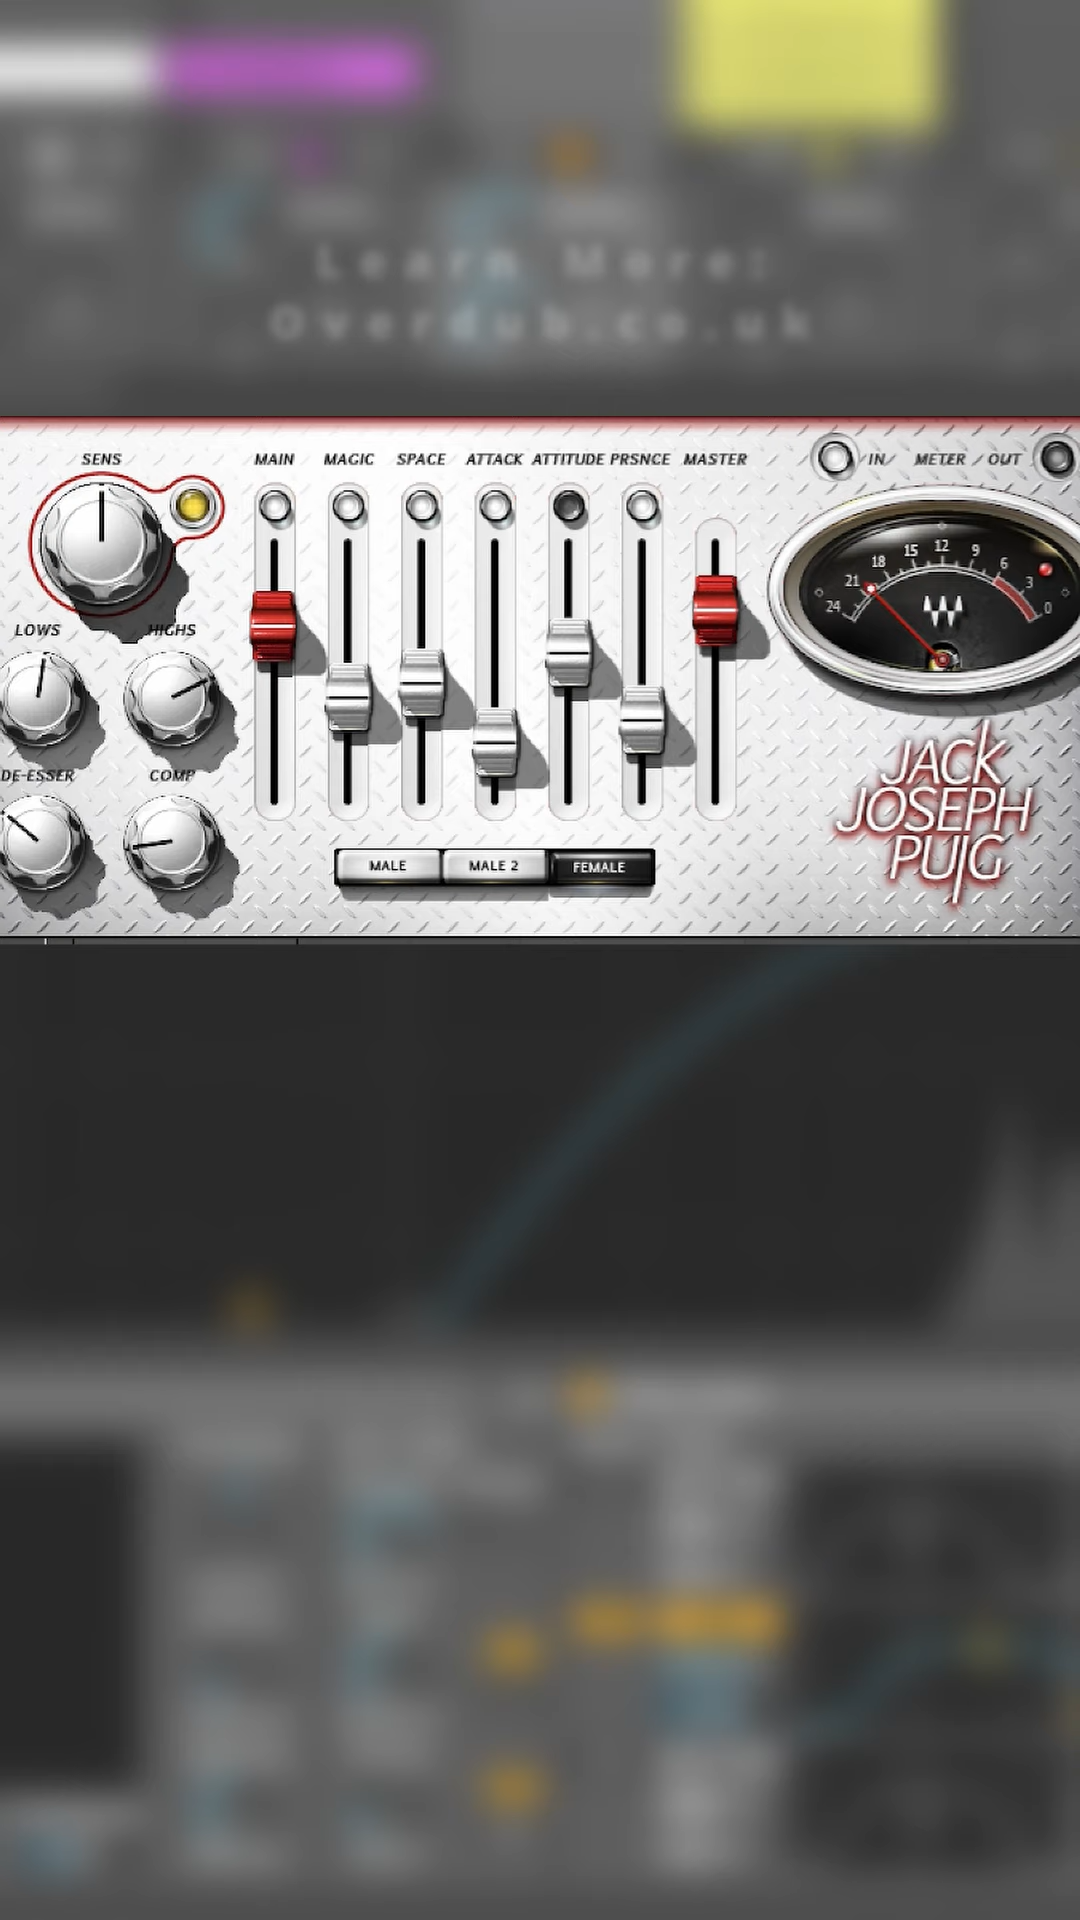 Learn More:
Overdub.co.uk
SENS
MAIN MAGIC SPACE ATTACK ATTITUDE PRSNCE MASTER
IN METER OUT
24 21 18 15 12 9 6 3 0
LOWS HIGHS
DE-ESSER COMP
MALE MALE 2 FEMALE
JACK
JOSEPH
PUIG